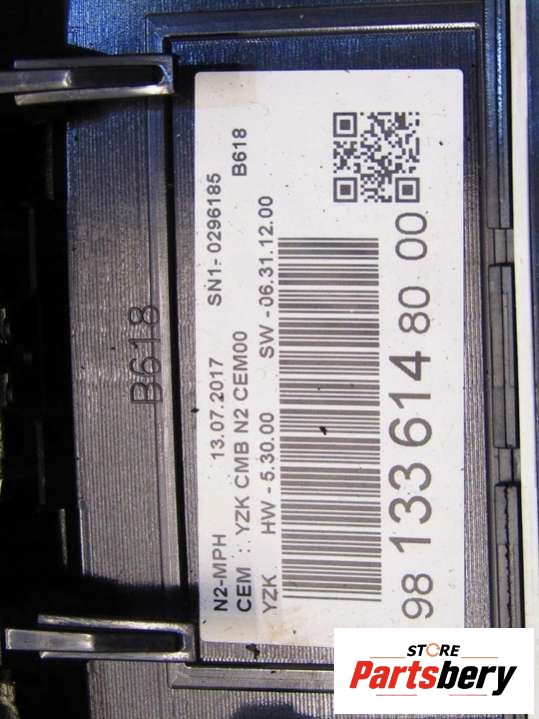 N2-MPH 13.07.2017 SN1:- 0296185
CEM : YZK CMB N2 CEM00 B618
YZK HW - 5.30.00 SW - 06.31.12.00
98 133 614 80 00
B618
STORE
Partsbery